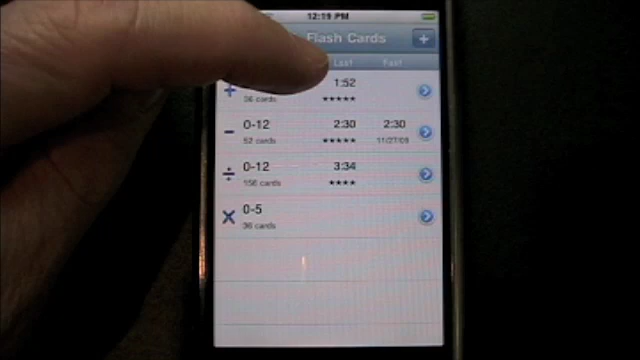 12:19 PM
Flash Cards +
Last Fast
+ 1:52
36 cards ★★★★★
- 0-12 2:30 2:30
52 cards ★★★★★ 11/27/08
÷ 0-12 3:34
156 cards ★★★★
× 0-5
36 cards